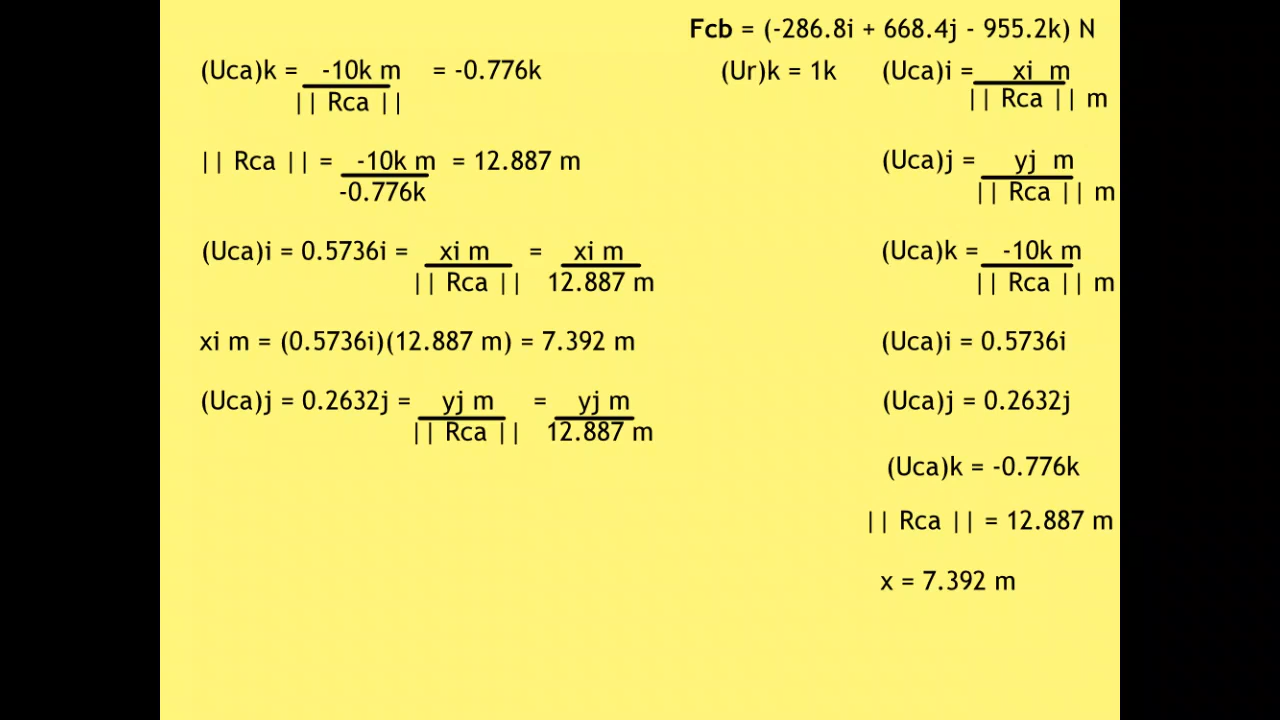 Fcb = (-286.8i + 668.4j - 955.2k) N
(Uca)k = -10k m = -0.776k
|| Rca ||
|| Rca || = -10k m = 12.887 m
-0.776k
(Uca)i = 0.5736i = xi m = xi m
|| Rca || 12.887 m
xi m = (0.5736i)(12.887 m) = 7.392 m
(Uca)j = 0.2632j = yj m = yj m
|| Rca || 12.887 m
(Ur)k = 1k
(Uca)i = xi m
|| Rca || m
(Uca)j = yj m
|| Rca || m
(Uca)k = -10k m
|| Rca || m
(Uca)i = 0.5736i
(Uca)j = 0.2632j
(Uca)k = -0.776k
|| Rca || = 12.887 m
x = 7.392 m